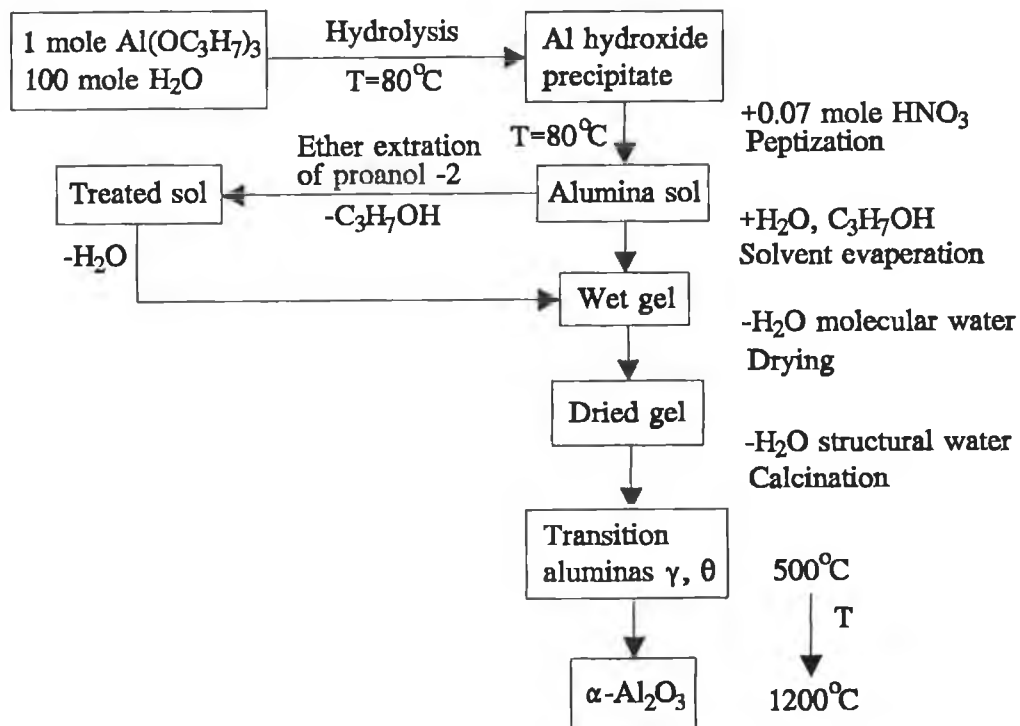 1 mole Al(OC₃H₇)₃
100 mole H₂O
Hydrolysis
T=80°C
Al hydroxide
precipitate
T=80°C
+0.07 mole HNO₃
Peptization
Ether extration
of proanol -2
-C₃H₇OH
Treated sol
Alumina sol
-H₂O
+H₂O, C₃H₇OH
Solvent evaporation
Wet gel
-H₂O molecular water
Drying
Dried gel
-H₂O structural water
Calcination
Transition
aluminas γ, θ
500°C
T
α-Al₂O₃
1200°C